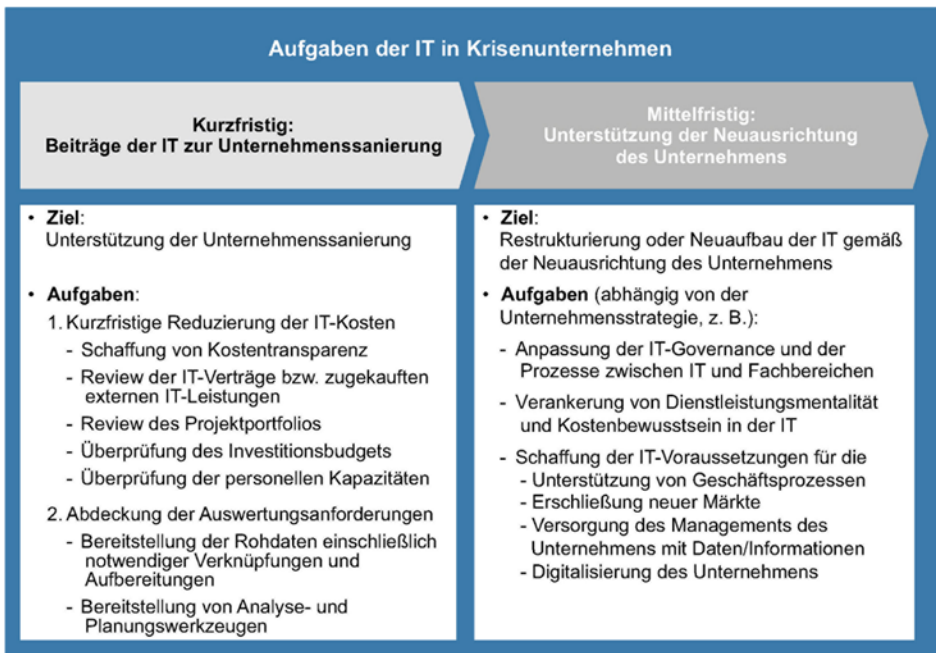 Aufgaben der IT in Krisenunternehmen
Kurzfristig:
Beiträge der IT zur Unternehmenssanierung
Mittelfristig:
Unterstützung der Neuausrichtung
des Unternehmens
• Ziel:
Unterstützung der Unternehmenssanierung
• Aufgaben:
1. Kurzfristige Reduzierung der IT-Kosten
- Schaffung von Kostentransparenz
- Review der IT-Verträge bzw. zugekauften
externen IT-Leistungen
- Review des Projektportfolios
- Überprüfung des Investitionsbudgets
- Überprüfung der personellen Kapazitäten
2. Abdeckung der Auswertungsanforderungen
- Bereitstellung der Rohdaten einschließlich
notwendiger Verknüpfungen und
Aufbereitungen
- Bereitstellung von Analyse- und
Planungswerkzeugen
• Ziel:
Restrukturierung oder Neuaufbau der IT gemäß
der Neuausrichtung des Unternehmens
• Aufgaben (abhängig von der
Unternehmensstrategie, z. B.):
- Anpassung der IT-Governance und der
Prozesse zwischen IT und Fachbereichen
- Verankerung von Dienstleistungsmentalität
und Kostenbewusstsein in der IT
- Schaffung der IT-Voraussetzungen für die
- Unterstützung von Geschäftsprozessen
- Erschließung neuer Märkte
- Versorgung des Managements des
Unternehmens mit Daten/Informationen
- Digitalisierung des Unternehmens